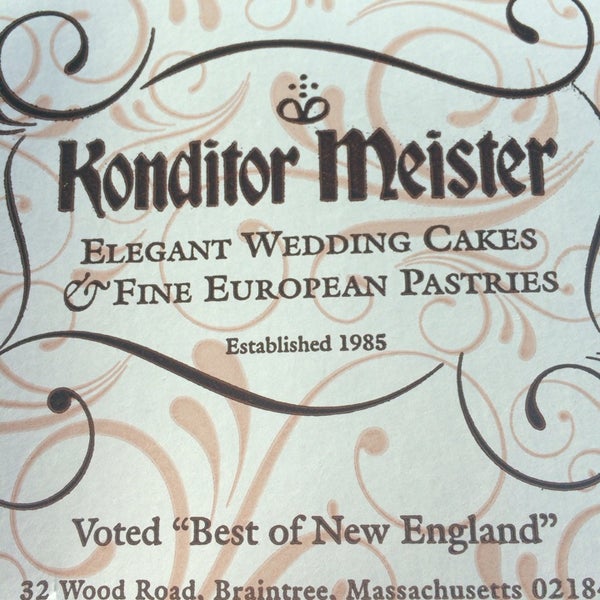 Konditor Meister
ELEGANT WEDDING CAKES
& FINE EUROPEAN PASTRIES
Established 1985
Voted “Best of New England”
32 Wood Road, Braintree, Massachusetts 02184